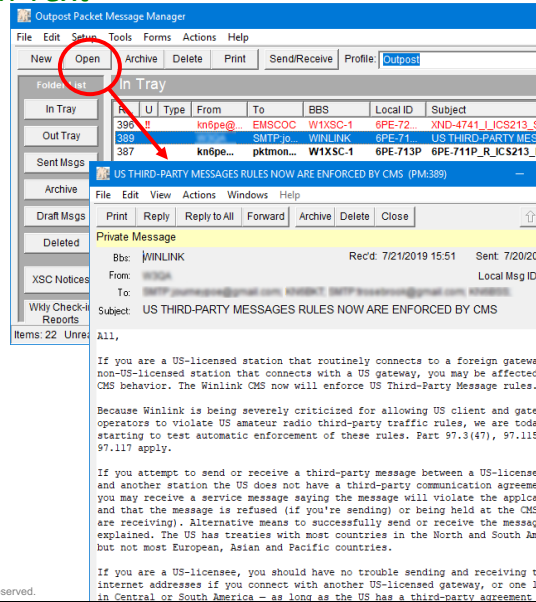 Outpost Packet Message Manager
File Edit Setup Tools Forms Actions Help
New Open Archive Delete Print Send/Receive Profile: Outpost
Folder List In Tray
U Type From To BBS Local ID Subject
In Tray
396 !! kn6pe@... EMSCOC W1XSC-1 6PE-72... XND-4741_I_ICS213_
389 SMTP:jo... WINLINK 6PE-71... US THIRD-PARTY MES
387 kn6pe... pktmon... W1XSC-1 6PE-713P 6PE-711P_R_ICS213_
Out Tray
Sent Msgs
Archive
Draft Msgs
Deleted
XSC Notices
Wkly Check-i
Reports
Items: 22 Unre
US THIRD-PARTY MESSAGES RULES NOW ARE ENFORCED BY CMS (PM:389)
File Edit View Actions Windows Help
Print Reply Reply to All Forward Archive Delete Close
Private Message
Bbs: WINLINK Rec'd: 7/21/2019 15:51 Sent: 7/20/20
From: W3QA Local Msg ID
To:
Subject: US THIRD-PARTY MESSAGES RULES NOW ARE ENFORCED BY CMS
All,
If you are a US-licensed station that routinely connects to a foreign gatewa
non-US-licensed station that connects with a US gateway, you may be affected
CMS behavior. The Winlink CMS now will enforce US Third-Party Message rules.
Because Winlink is being severely criticized for allowing US client and gate
operators to violate US amateur radio third-party traffic rules, we are toda
starting to test automatic enforcement of these rules. Part 97.3(47), 97.115
97.117 apply.
If you attempt to send or receive a third-party message between a US-license
and another station the US does not have a third-party communication agreeme
you may receive a service message saying the message will violate the applca
and that the message is refused (if you're sending) or being held at the CMS
are receiving). Alternative means to successfully send or receive the messag
explained. The US has treaties with most countries in the North and South Am
but not most European, Asian and Pacific countries.
If you are a US-licensee, you should have no trouble sending and receiving t
internet addresses if you connect with another US-licensed gateway, or one l
in Central or South America — as long as the US has a third-party agreement
served.